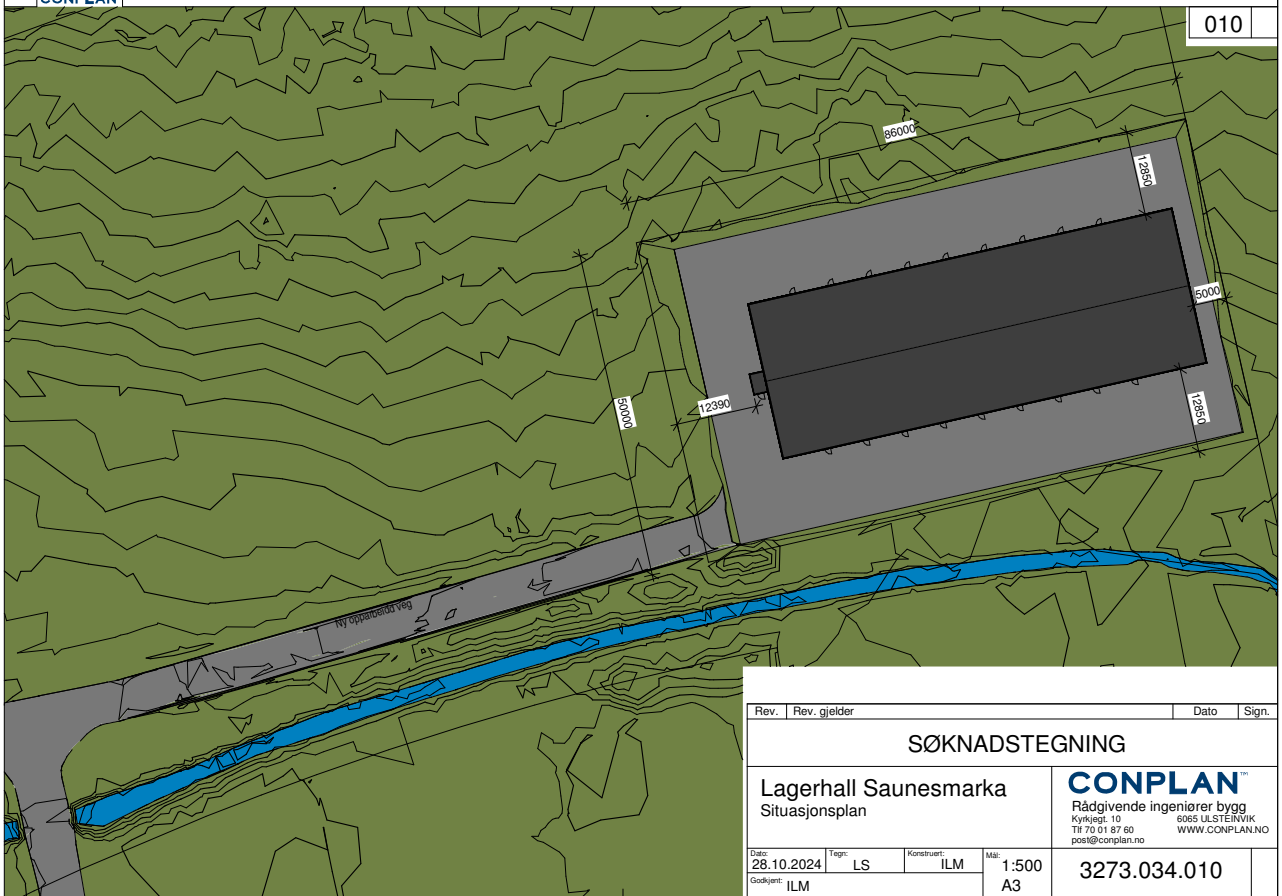 CONPLAN
010
86000
12850
5000
50000
12390
12850
Ny opparbeidd veg
Rev. Rev. gjelder Dato Sign.
SØKNADSTEGNING
Lagerhall Saunesmarka
Situasjonsplan
CONPLAN™
Rådgivende ingeniører bygg
Kyrkjegt. 10 6065 ULSTEINVIK
Tlf 70 01 87 60 WWW.CONPLAN.NO
post@conplan.no
Dato: Tegn: Konstruert: Mål:
28.10.2024 LS ILM 1:500
Godkjent: ILM A3
3273.034.010